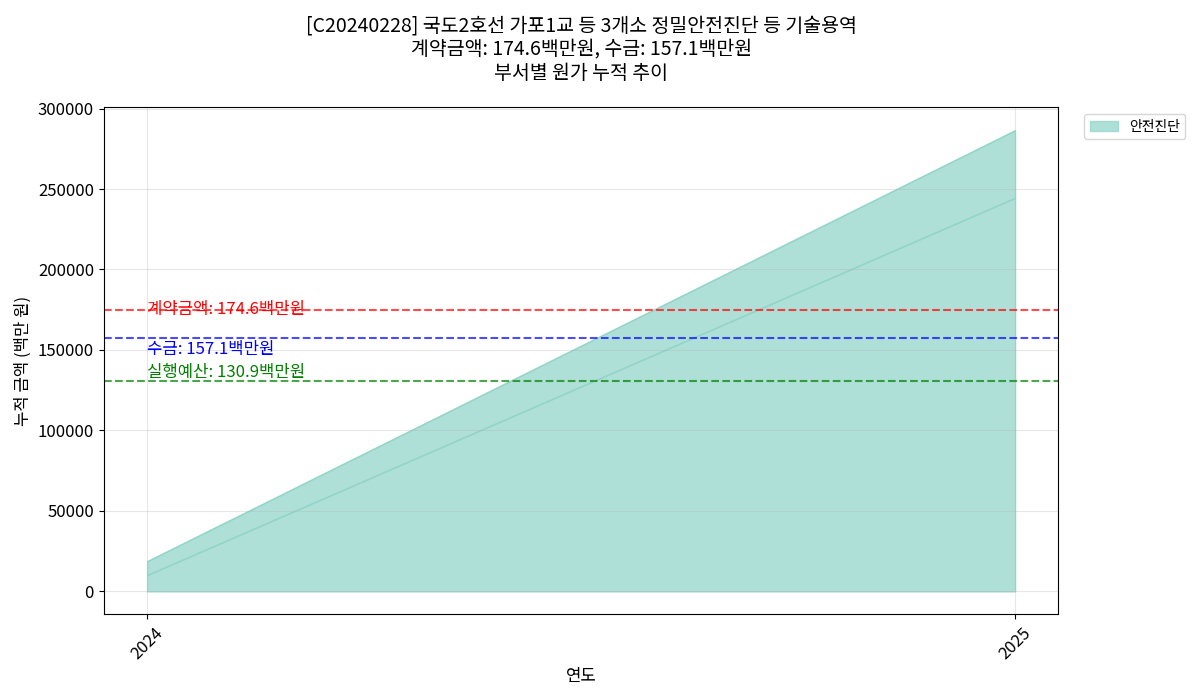 [C20240228] 국도2호선 가포1교 등 3개소 정밀안전진단 등 기술용역
계약금액: 174.6백만원, 수금: 157.1백만원
부서별 원가 누적 추이
안전진단
누적 금액 (백만 원)
300000
250000
200000
150000
100000
50000
0
계약금액: 174.6백만원
수금: 157.1백만원
실행예산: 130.9백만원
2024
2025
연도